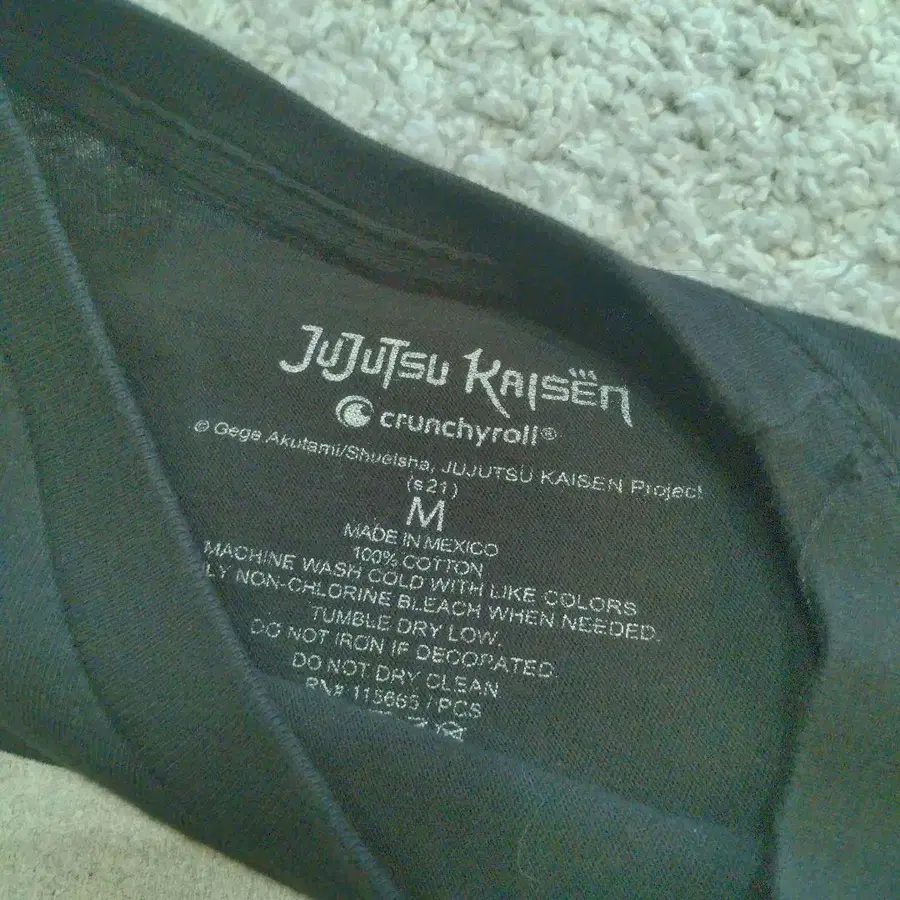 JUJUTSU KAISEN
crunchyroll®
© Gege Akutami/Shueisha, JUJUTSU KAISEN Project
(s21)
M
MADE IN MEXICO
100% COTTON
MACHINE WASH COLD WITH LIKE COLORS
LY NON-CHLORINE BLEACH WHEN NEEDED.
TUMBLE DRY LOW,
DO NOT IRON IF DECORATED
DO NOT DRY CLEAN
RN# 115665 / PCS